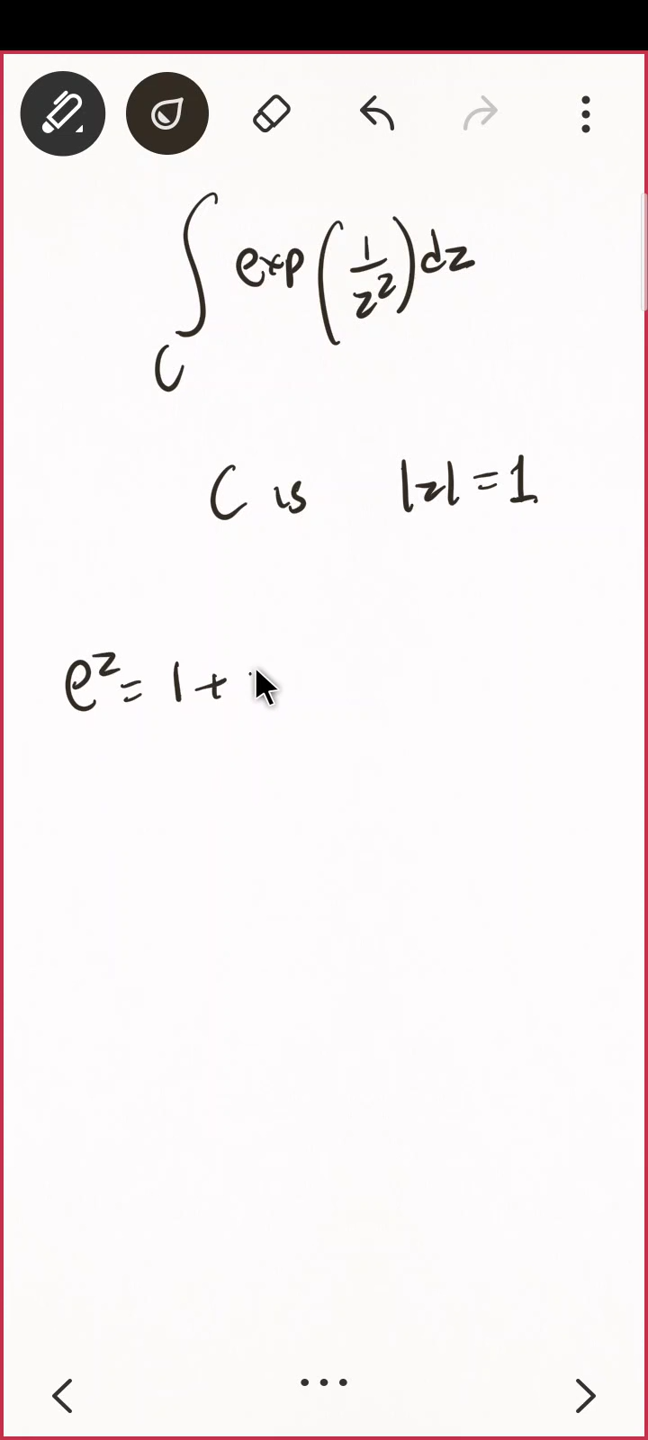 ∫_C exp(1/z²)dz
C is |z|=1
e^z = 1 +